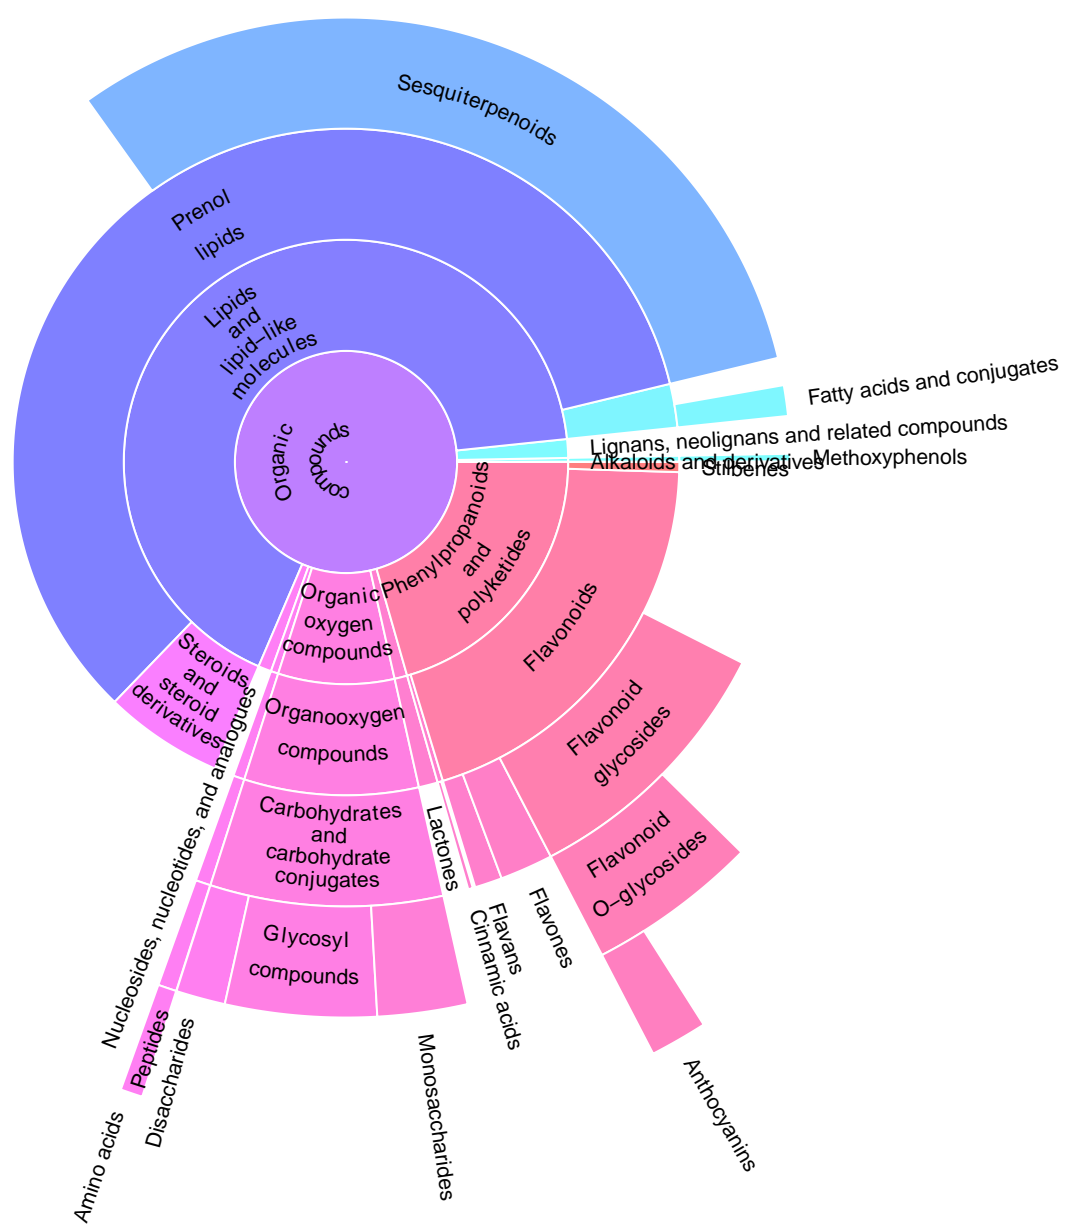 Sesquiterpenoids
Prenol
lipids
Lipids
and
lipid–like
molecules
Organic
compounds
Fatty acids and conjugates
Lignans, neolignans and related compounds
Alkaloids and derivatives
Stilbenes
Methoxyphenols
Phenylpropanoids
and
polyketides
Flavonoids
Flavonoid
glycosides
Flavonoid
O–glycosides
Anthocyanins
Flavones
Flavans
Cinnamic acids
Lactones
Organic
oxygen
compounds
Organooxygen
compounds
Carbohydrates
and
carbohydrate
conjugates
Glycosyl
compounds
Monosaccharides
Disaccharides
Peptides
Amino acids
Nucleosides, nucleotides, and analogues
Steroids
and
steroid
derivatives